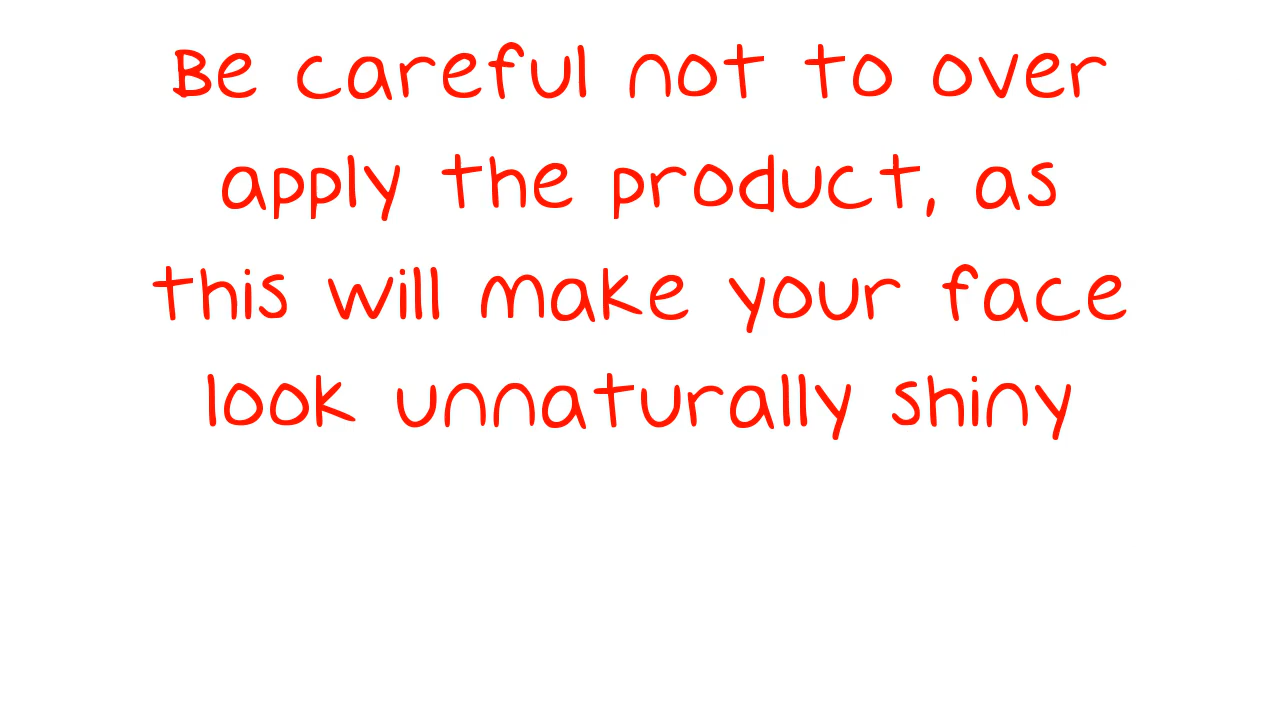 Be careful not to over
apply the product, as
this will make your face
look unnaturally shiny